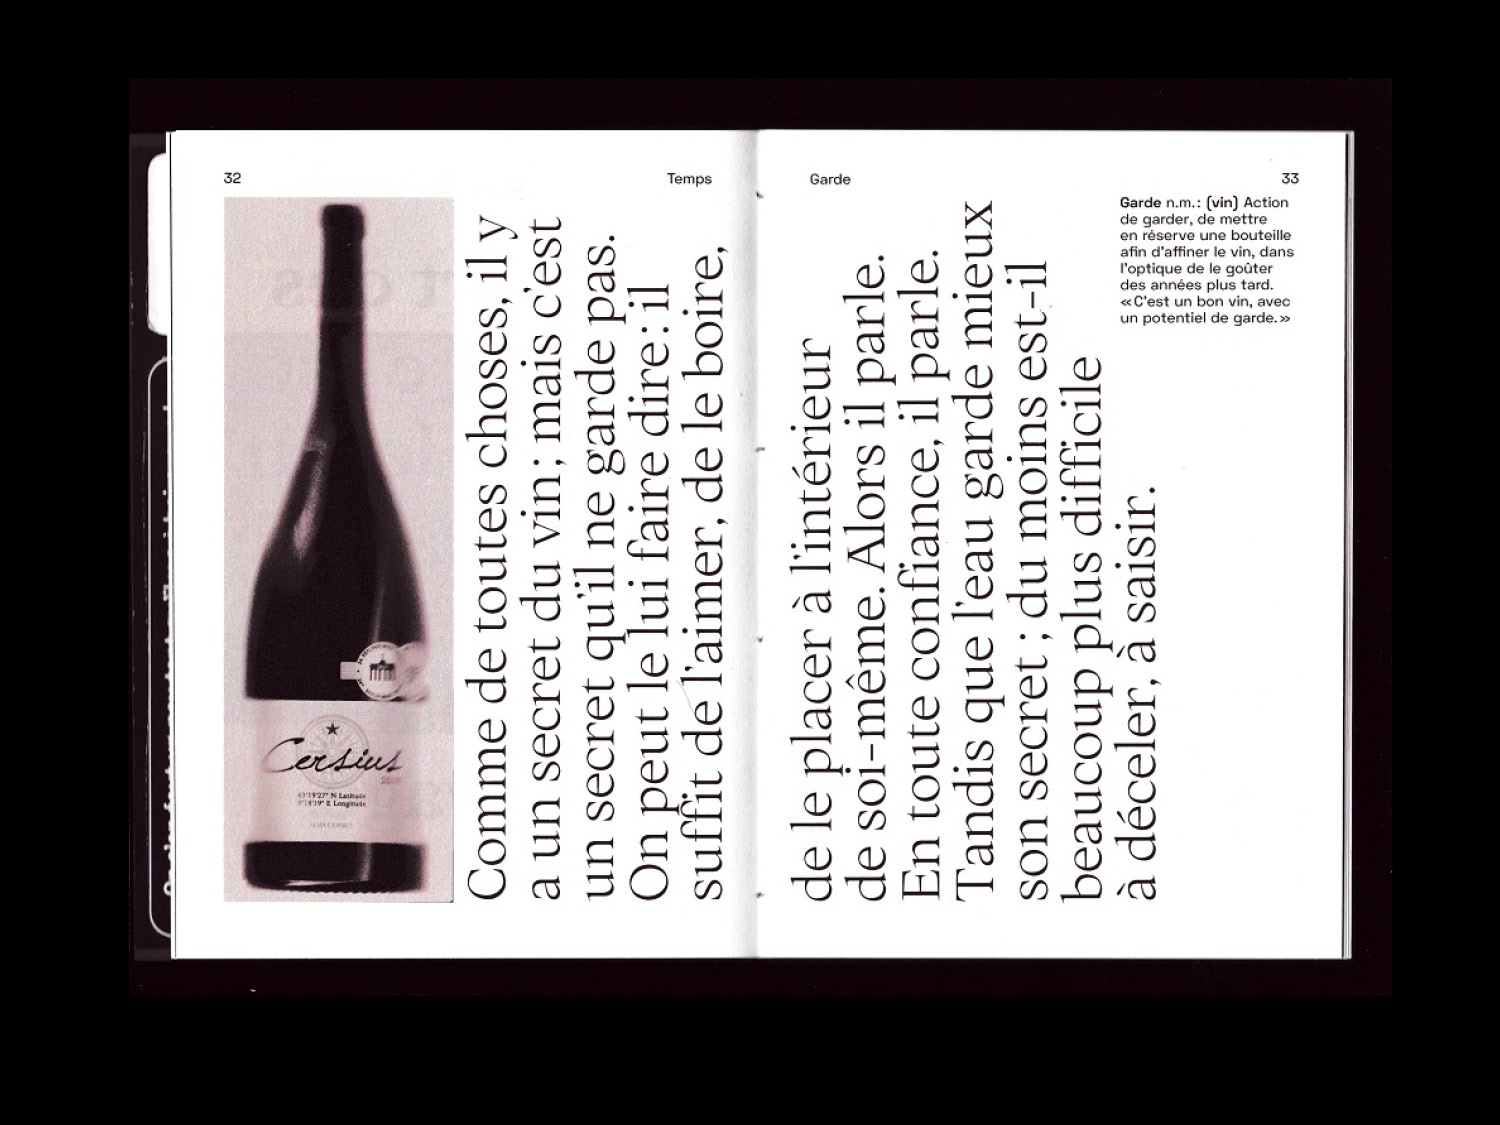 32
Temps
Cersius
43°15'27" N Latitude
3°18'19" E Longitude
Comme de toutes choses, il y
a un secret du vin ; mais c'est
un secret qu'il ne garde pas.
On peut le lui faire dire : il
suffit de l'aimer, de le boire,
Garde
33
de le placer à l'intérieur
de soi-même. Alors il parle.
En toute confiance, il parle.
Tandis que l'eau garde mieux
son secret ; du moins est-il
beaucoup plus difficile
à déceler, à saisir.
Garde n.m.: (vin) Action
de garder, de mettre
en réserve une bouteille
afin d'affiner le vin, dans
l'optique de le goûter
des années plus tard.
«C'est un bon vin, avec
un potentiel de garde.»